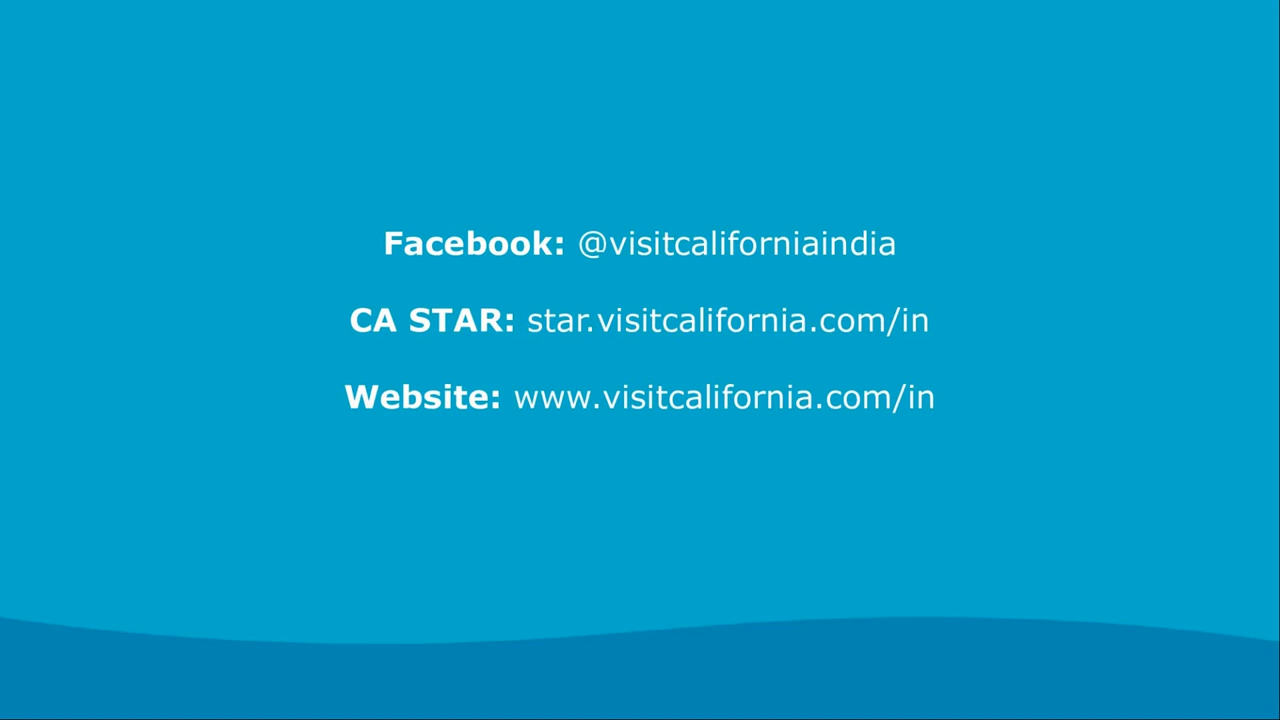 Facebook: @visitcaliforniaindia
CA STAR: star.visitcalifornia.com/in
Website: www.visitcalifornia.com/in